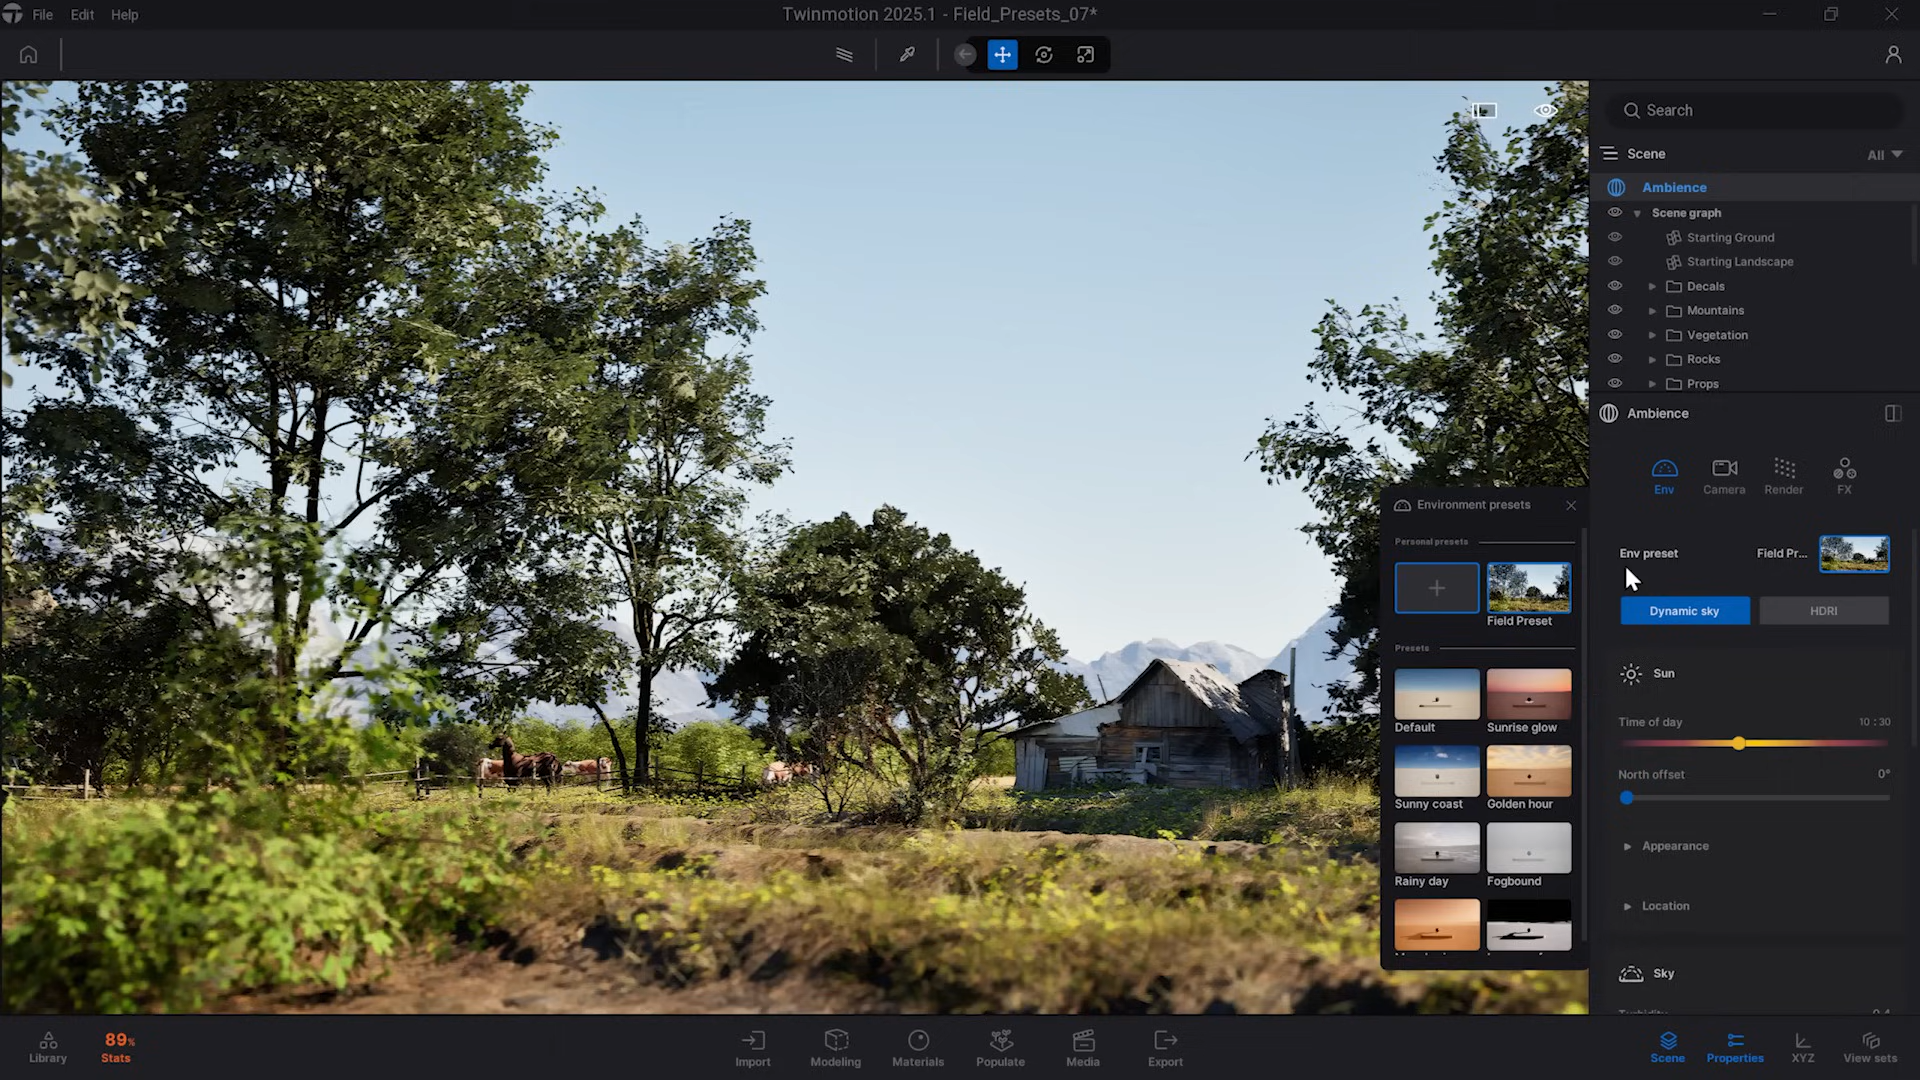 File Edit Help
Twinmotion 2025.1 - Field_Presets_07*
Search
Scene
All
Ambience
Scene graph
Starting Ground
Starting Landscape
Decals
Mountains
Vegetation
Rocks
Props
Ambience
Env Camera Render FX
Environment presets
Personal presets
Field Preset
Presets
Default Sunrise glow
Sunny coast Golden hour
Rainy day Fogbound
Env preset Field Pr...
Dynamic sky HDRI
Sun
Time of day 10 : 30
North offset 0°
Appearance
Location
Sky
Library
89%
Stats
Import Modeling Materials Populate Media Export
Scene Properties XYZ View sets